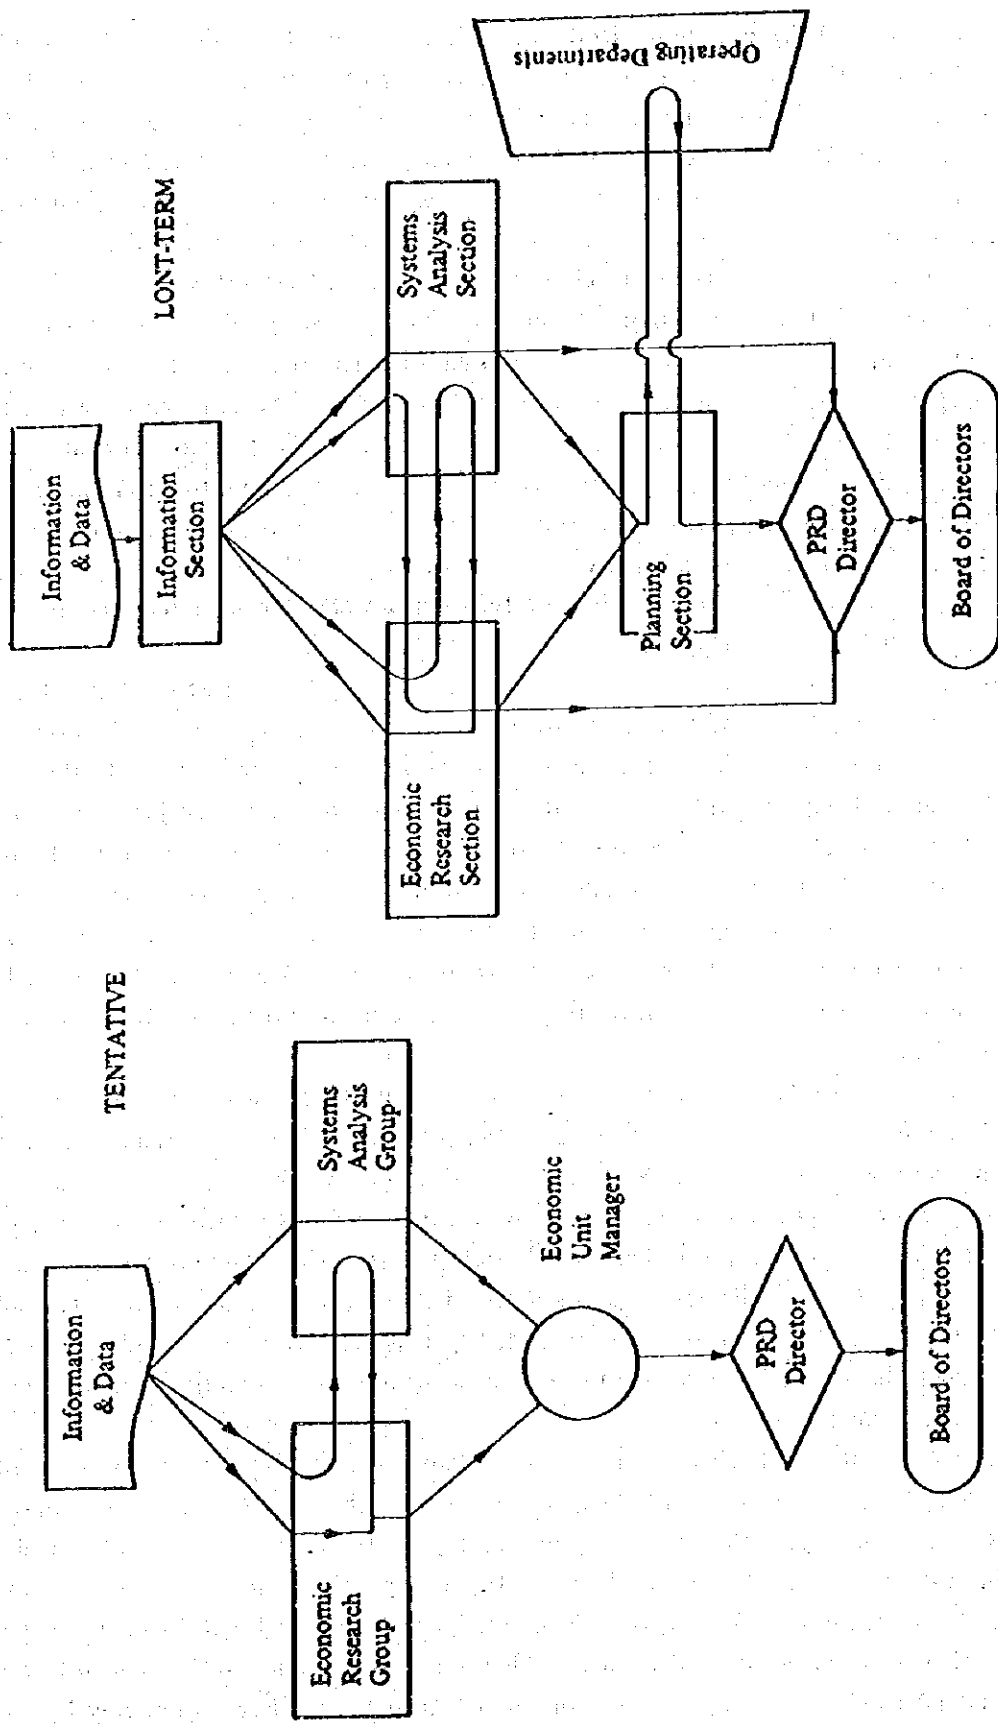 TENTATIVE
Information
& Data
Economic
Research
Group
Systems
Analysis
Group
Economic
Unit
Manager
PRD
Director
Board of Directors
LONT-TERM
Information
& Data
Information
Section
Economic
Research
Section
Systems
Analysis
Section
Planning
Section
Operating Departments
PRD
Director
Board of Directors